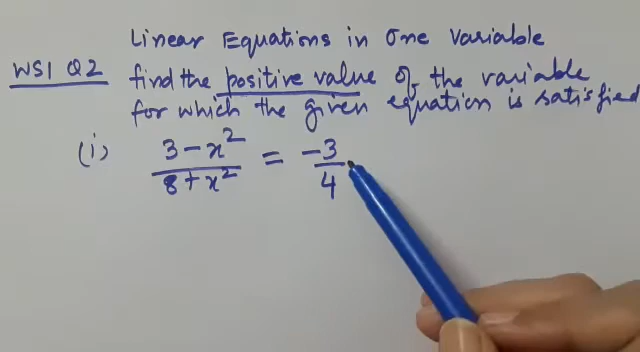 Linear Equations in One Variable
WS1 Q2 find the positive value of the variable
for which the given equation is satisfied
(i) 3-x²/8+x² = -3/4